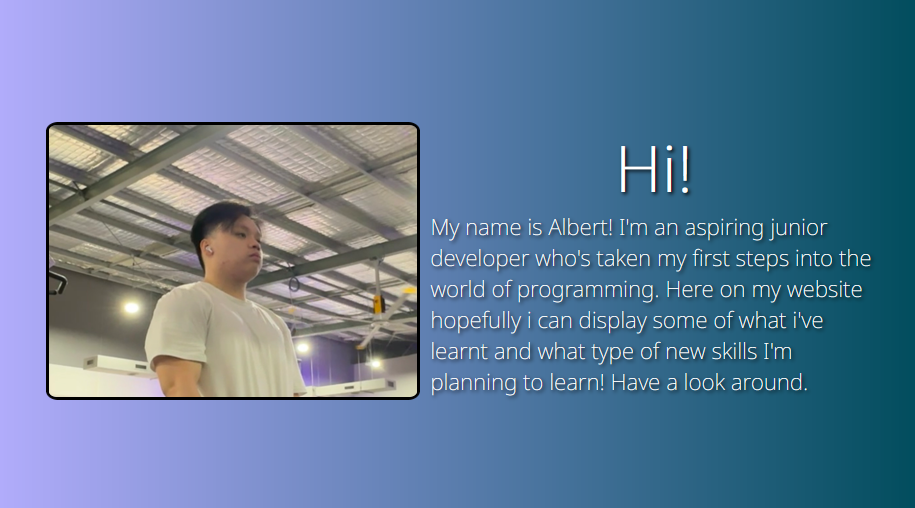 Hi!
My name is Albert! I'm an aspiring junior
developer who's taken my first steps into the
world of programming. Here on my website
hopefully i can display some of what i've
learnt and what type of new skills I'm
planning to learn! Have a look around.